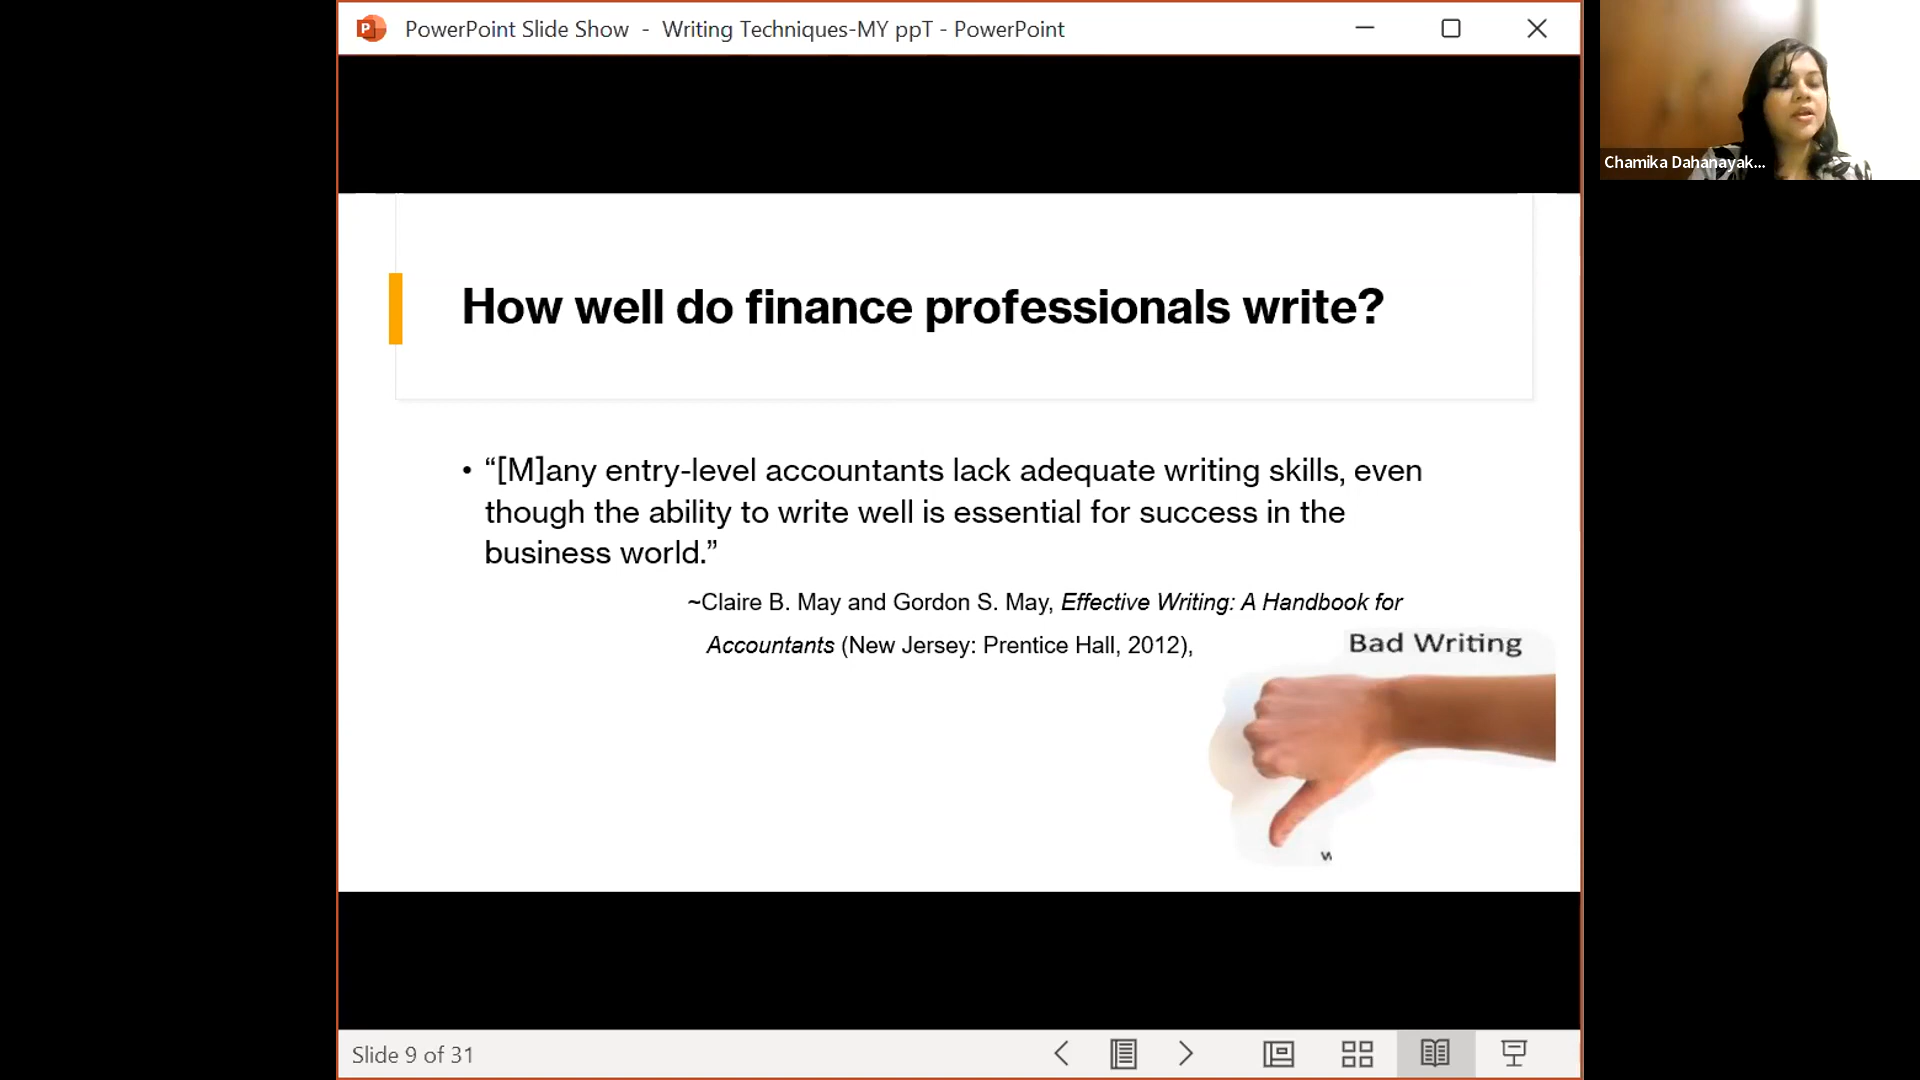 PowerPoint Slide Show - Writing Techniques-MY ppT - PowerPoint
Chamika Dahanayak...
How well do finance professionals write?
• “[M]any entry-level accountants lack adequate writing skills, even
though the ability to write well is essential for success in the
business world.”
~Claire B. May and Gordon S. May, Effective Writing: A Handbook for
Accountants (New Jersey: Prentice Hall, 2012),
Bad Writing
w
Slide 9 of 31